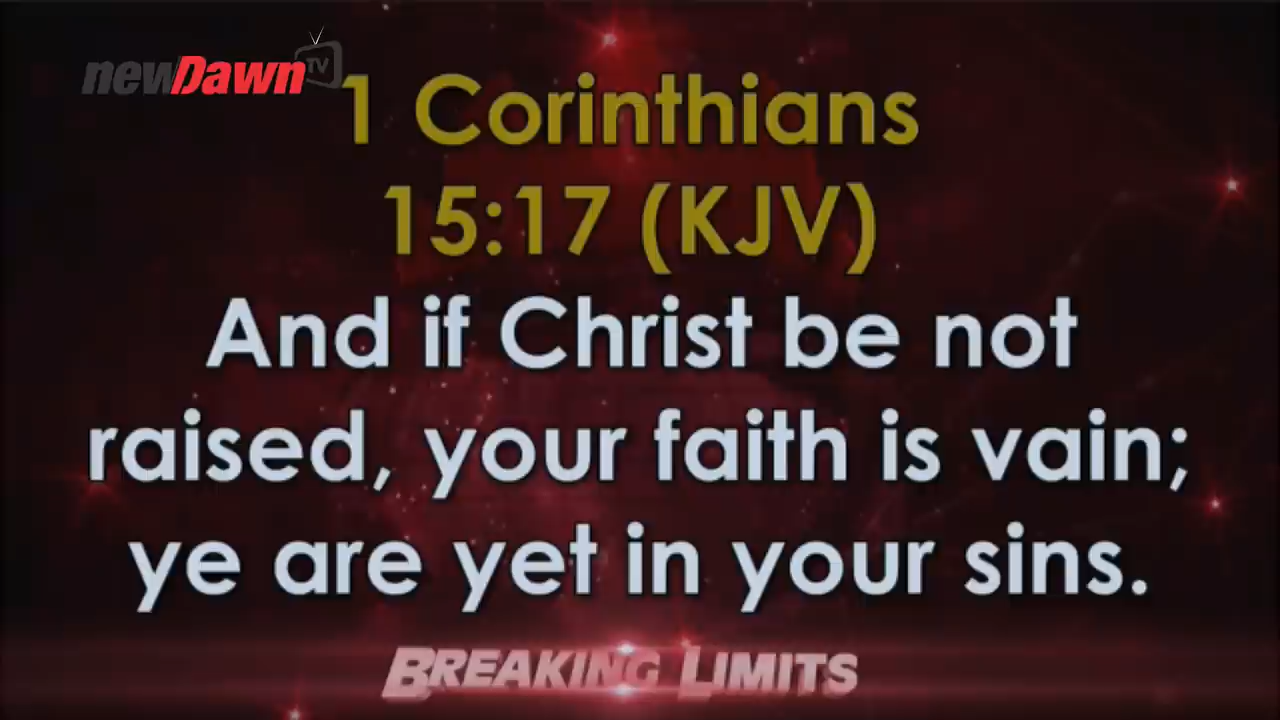 newDawn TV
1 Corinthians
15:17 (KJV)
And if Christ be not
raised, your faith is vain;
ye are yet in your sins.
BREAKING LIMITS